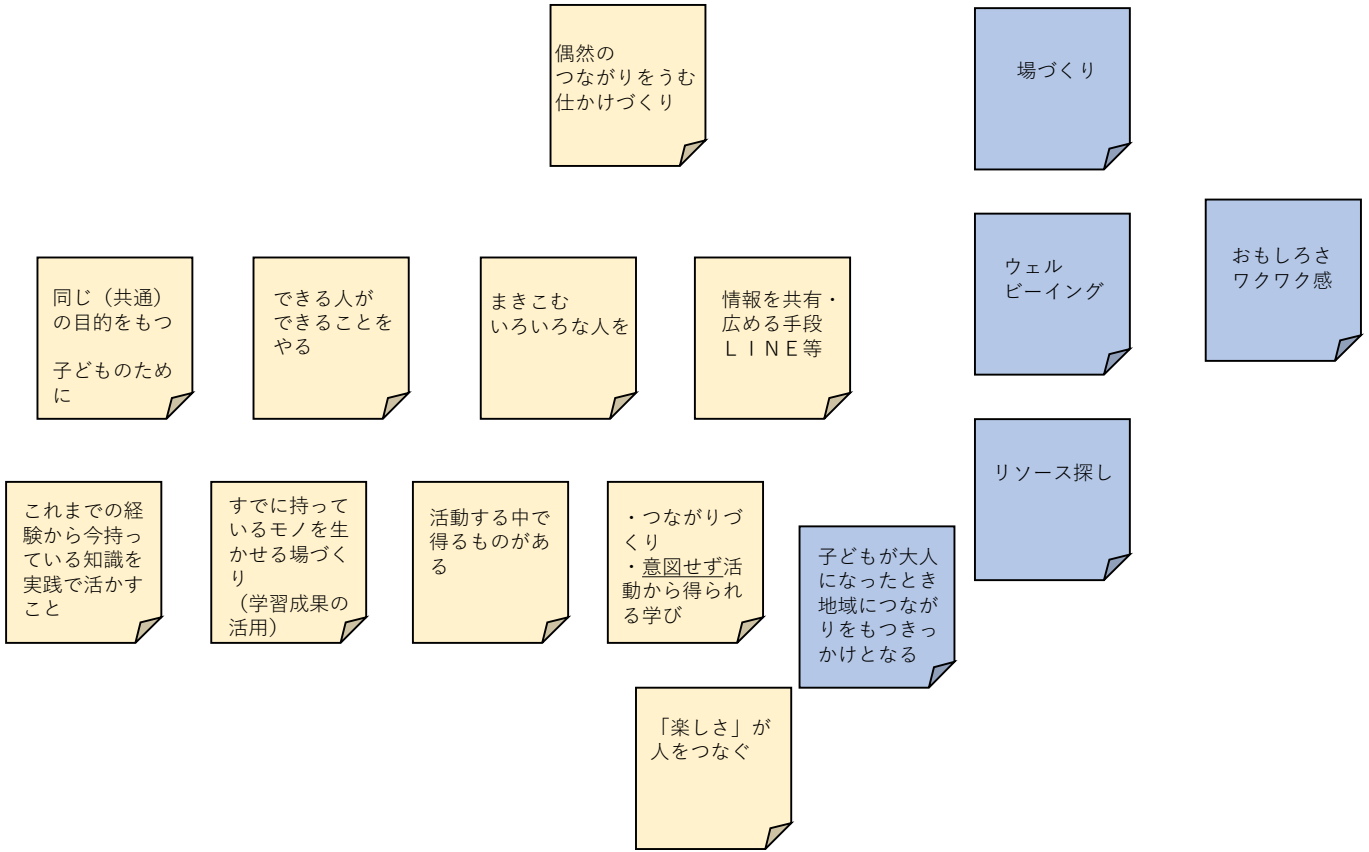 偶然の
つながりをうむ
仕かけづくり
場づくり
同じ（共通）
の目的をもつ
子どものため
に
できる人が
できることを
やる
まきこむ
いろいろな人を
情報を共有・
広める手段
ＬＩＮＥ等
ウェル
ビーイング
おもしろさ
ワクワク感
これまでの経
験から今持っ
ている知識を
実践で活かす
こと
すでに持って
いるモノを生
かせる場づく
り
（学習成果の
活用）
活動する中で
得るものがあ
る
・つながりづ
くり
・意図せず活
動から得られ
る学び
子どもが大人
になったとき
地域につなが
りをもつきっ
かけとなる
リソース探し
「楽しさ」が
人をつなぐ